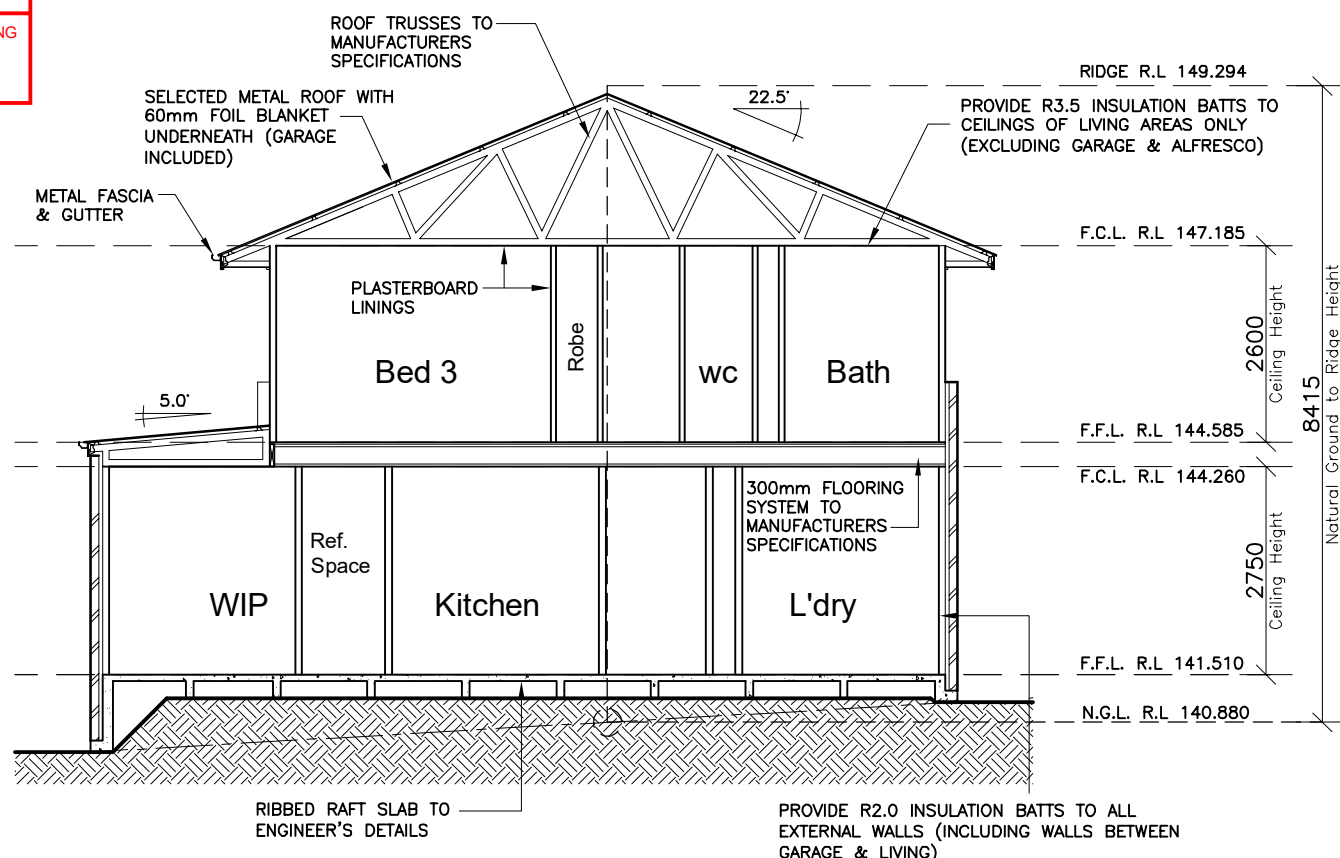 NG
ROOF TRUSSES TO
MANUFACTURERS
SPECIFICATIONS
RIDGE R.L 149.294
SELECTED METAL ROOF WITH
60mm FOIL BLANKET
UNDERNEATH (GARAGE
INCLUDED)
22.5°
PROVIDE R3.5 INSULATION BATTS TO
CEILINGS OF LIVING AREAS ONLY
(EXCLUDING GARAGE & ALFRESCO)
METAL FASCIA
& GUTTER
F.C.L. R.L 147.185
PLASTERBOARD
LININGS
Bed 3
Robe
wc
Bath
2600
Ceiling Height
8415
Natural Ground to Ridge Height
5.0°
F.F.L. R.L 144.585
F.C.L. R.L 144.260
300mm FLOORING
SYSTEM TO
MANUFACTURERS
SPECIFICATIONS
Ref.
Space
WIP
Kitchen
L'dry
2750
Ceiling Height
F.F.L. R.L 141.510
N.G.L. R.L 140.880
RIBBED RAFT SLAB TO
ENGINEER'S DETAILS
PROVIDE R2.0 INSULATION BATTS TO ALL
EXTERNAL WALLS (INCLUDING WALLS BETWEEN
GARAGE & LIVING)